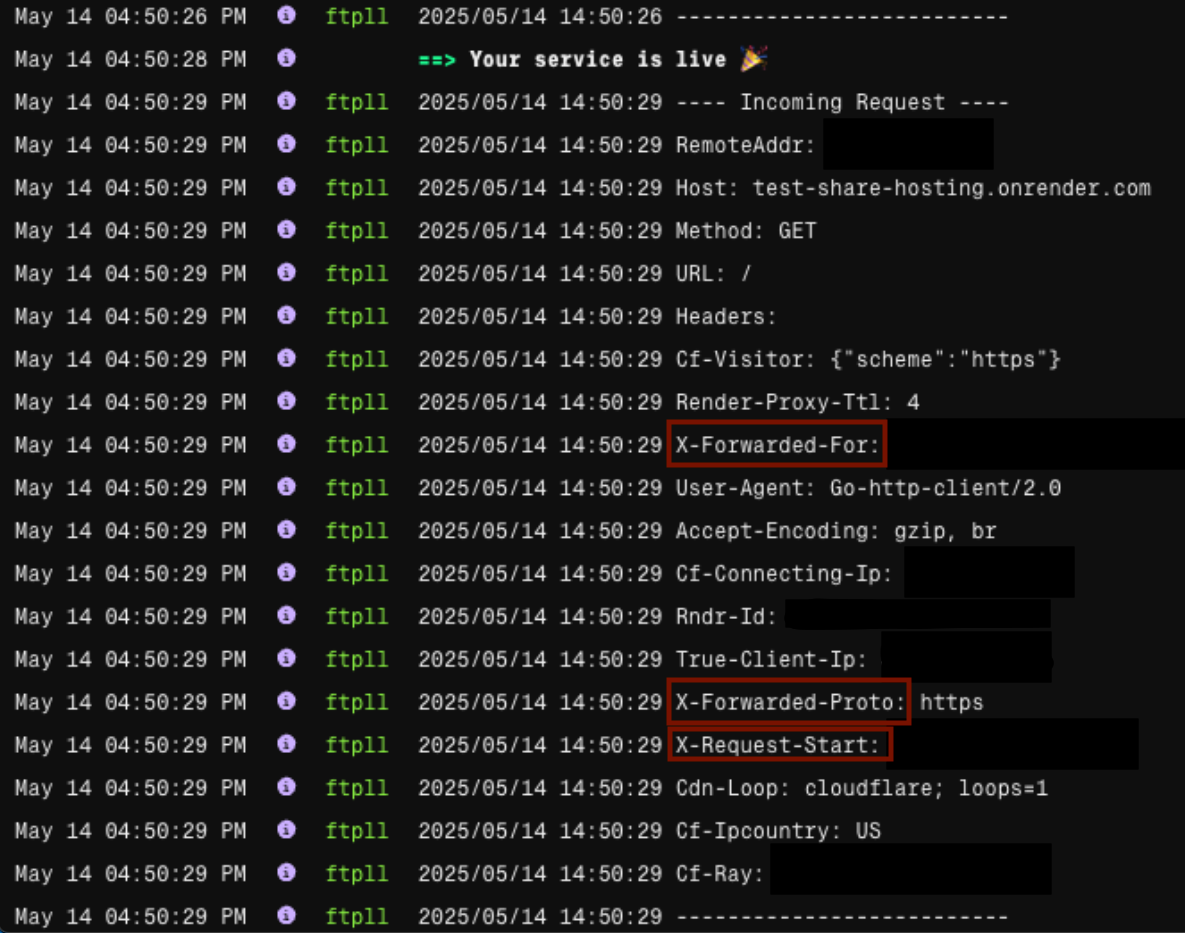 May 14 04:50:26 PM ftpll 2025/05/14 14:50:26 --------------------------
May 14 04:50:28 PM ==> Your service is live 🎉
May 14 04:50:29 PM ftpll 2025/05/14 14:50:29 ---- Incoming Request ----
May 14 04:50:29 PM ftpll 2025/05/14 14:50:29 RemoteAddr:
May 14 04:50:29 PM ftpll 2025/05/14 14:50:29 Host: test-share-hosting.onrender.com
May 14 04:50:29 PM ftpll 2025/05/14 14:50:29 Method: GET
May 14 04:50:29 PM ftpll 2025/05/14 14:50:29 URL: /
May 14 04:50:29 PM ftpll 2025/05/14 14:50:29 Headers:
May 14 04:50:29 PM ftpll 2025/05/14 14:50:29 Cf-Visitor: {"scheme":"https"}
May 14 04:50:29 PM ftpll 2025/05/14 14:50:29 Render-Proxy-Ttl: 4
May 14 04:50:29 PM ftpll 2025/05/14 14:50:29 X-Forwarded-For:
May 14 04:50:29 PM ftpll 2025/05/14 14:50:29 User-Agent: Go-http-client/2.0
May 14 04:50:29 PM ftpll 2025/05/14 14:50:29 Accept-Encoding: gzip, br
May 14 04:50:29 PM ftpll 2025/05/14 14:50:29 Cf-Connecting-Ip:
May 14 04:50:29 PM ftpll 2025/05/14 14:50:29 Rndr-Id:
May 14 04:50:29 PM ftpll 2025/05/14 14:50:29 True-Client-Ip:
May 14 04:50:29 PM ftpll 2025/05/14 14:50:29 X-Forwarded-Proto: https
May 14 04:50:29 PM ftpll 2025/05/14 14:50:29 X-Request-Start:
May 14 04:50:29 PM ftpll 2025/05/14 14:50:29 Cdn-Loop: cloudflare; loops=1
May 14 04:50:29 PM ftpll 2025/05/14 14:50:29 Cf-Ipcountry: US
May 14 04:50:29 PM ftpll 2025/05/14 14:50:29 Cf-Ray:
May 14 04:50:29 PM ftpll 2025/05/14 14:50:29 --------------------------